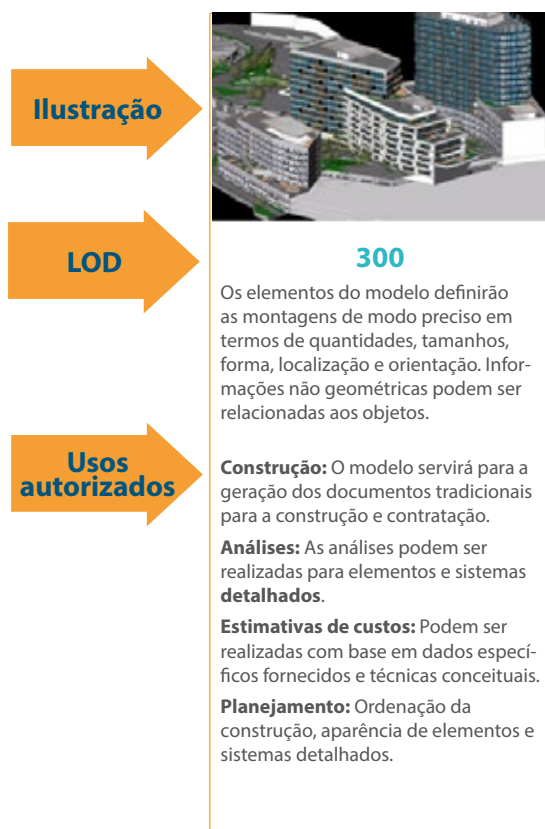 Ilustração
LOD
300
Os elementos do modelo definirão
as montagens de modo preciso em
termos de quantidades, tamanhos,
forma, localização e orientação. Infor-
mações não geométricas podem ser
relacionadas aos objetos.
Usos
autorizados
Construção: O modelo servirá para a
geração dos documentos tradicionais
para a construção e contratação.
Análises: As análises podem ser
realizadas para elementos e sistemas
detalhados.
Estimativas de custos: Podem ser
realizadas com base em dados especí-
ficos fornecidos e técnicas conceituais.
Planejamento: Ordenação da
construção, aparência de elementos e
sistemas detalhados.